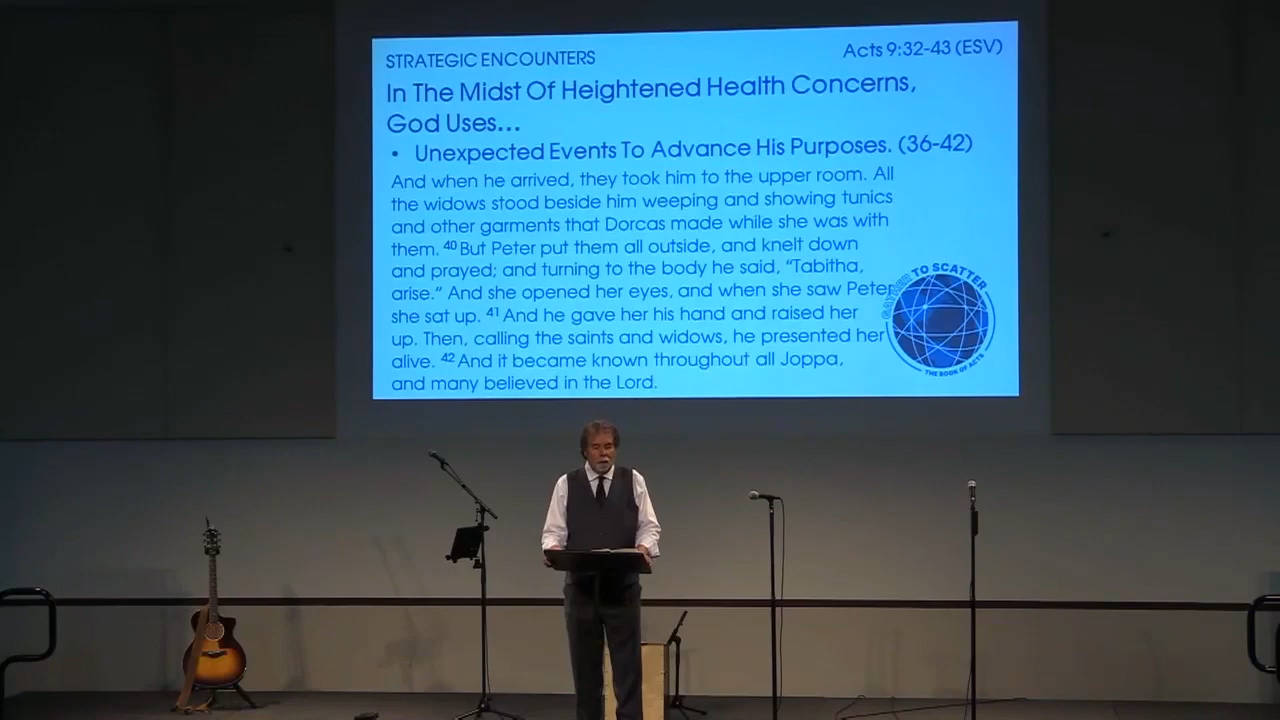 STRATEGIC ENCOUNTERS
Acts 9:32-43 (ESV)
In The Midst Of Heightened Health Concerns,
God Uses...
• Unexpected Events To Advance His Purposes. (36-42)
And when he arrived, they took him to the upper room. All
the widows stood beside him weeping and showing tunics
and other garments that Dorcas made while she was with
them. ⁴⁰ But Peter put them all outside, and knelt down
and prayed; and turning to the body he said, “Tabitha,
arise.” And she opened her eyes, and when she saw Peter
she sat up. ⁴¹ And he gave her his hand and raised her
up. Then, calling the saints and widows, he presented her
alive. ⁴² And it became known throughout all Joppa,
and many believed in the Lord.
GATHER TO SCATTER
THE BOOK OF ACTS